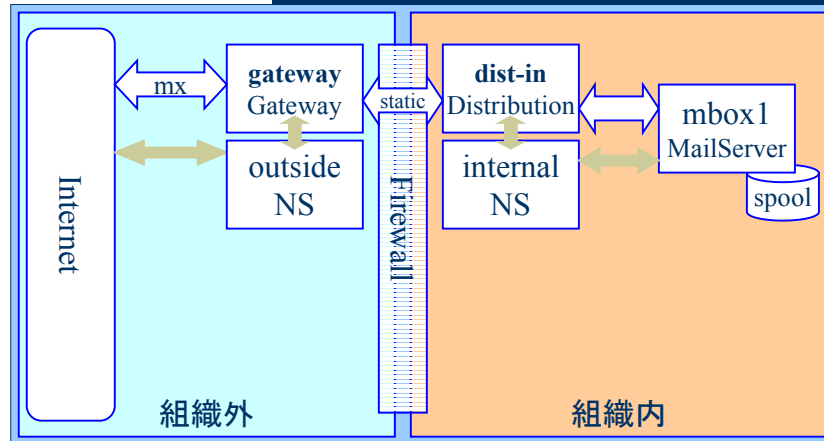 Internet
mx
gateway
Gateway
outside
NS
static
Firewall
dist-in
Distribution
internal
NS
mbox1
MailServer
spool
組織外
組織内